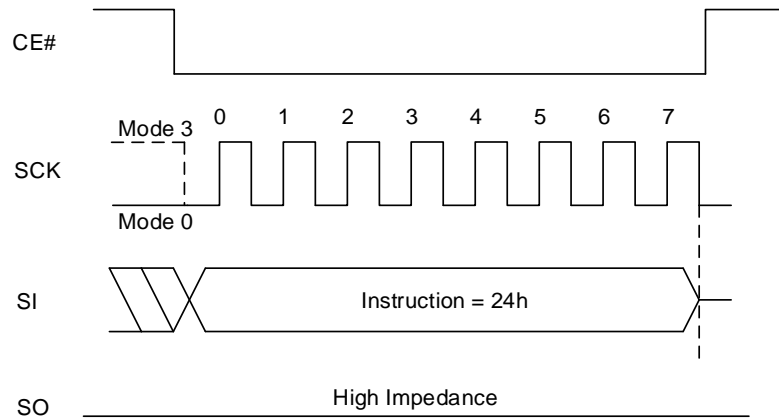 CE#
Mode 3
0 1 2 3 4 5 6 7
SCK
Mode 0
SI
Instruction = 24h
SO
High Impedance